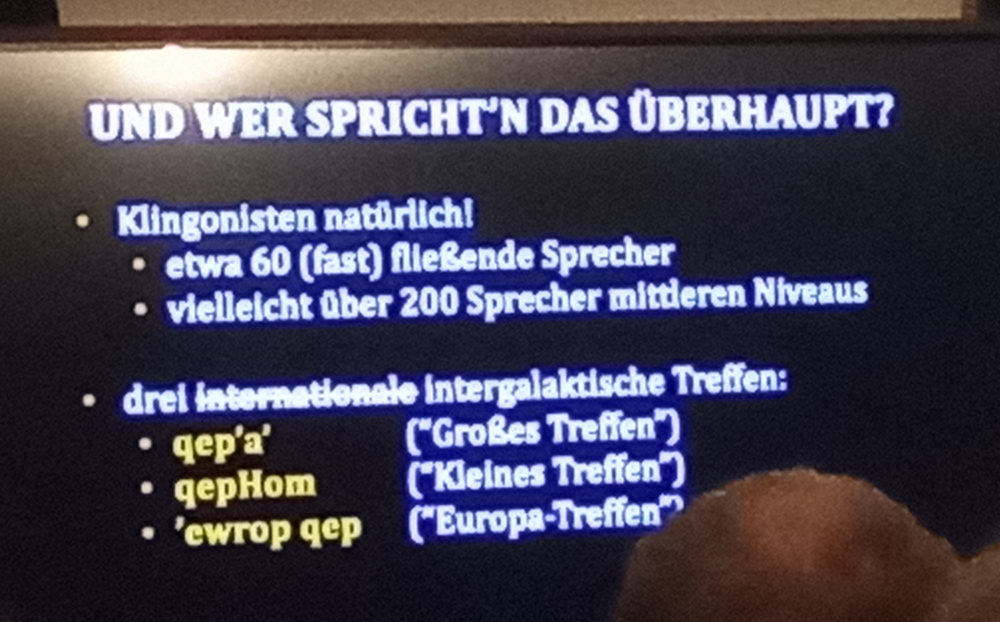 UND WER SPRICHT'N DAS ÜBERHAUPT?
• Klingonisten natürlich!
• etwa 60 (fast) fließende Sprecher
• vielleicht über 200 Sprecher mittleren Niveaus
• drei internationale intergalaktische Treffen:
• qep'a' ("Großes Treffen")
• qepHom ("Kleines Treffen")
• 'ewrop qep ("Europa-Treffen")